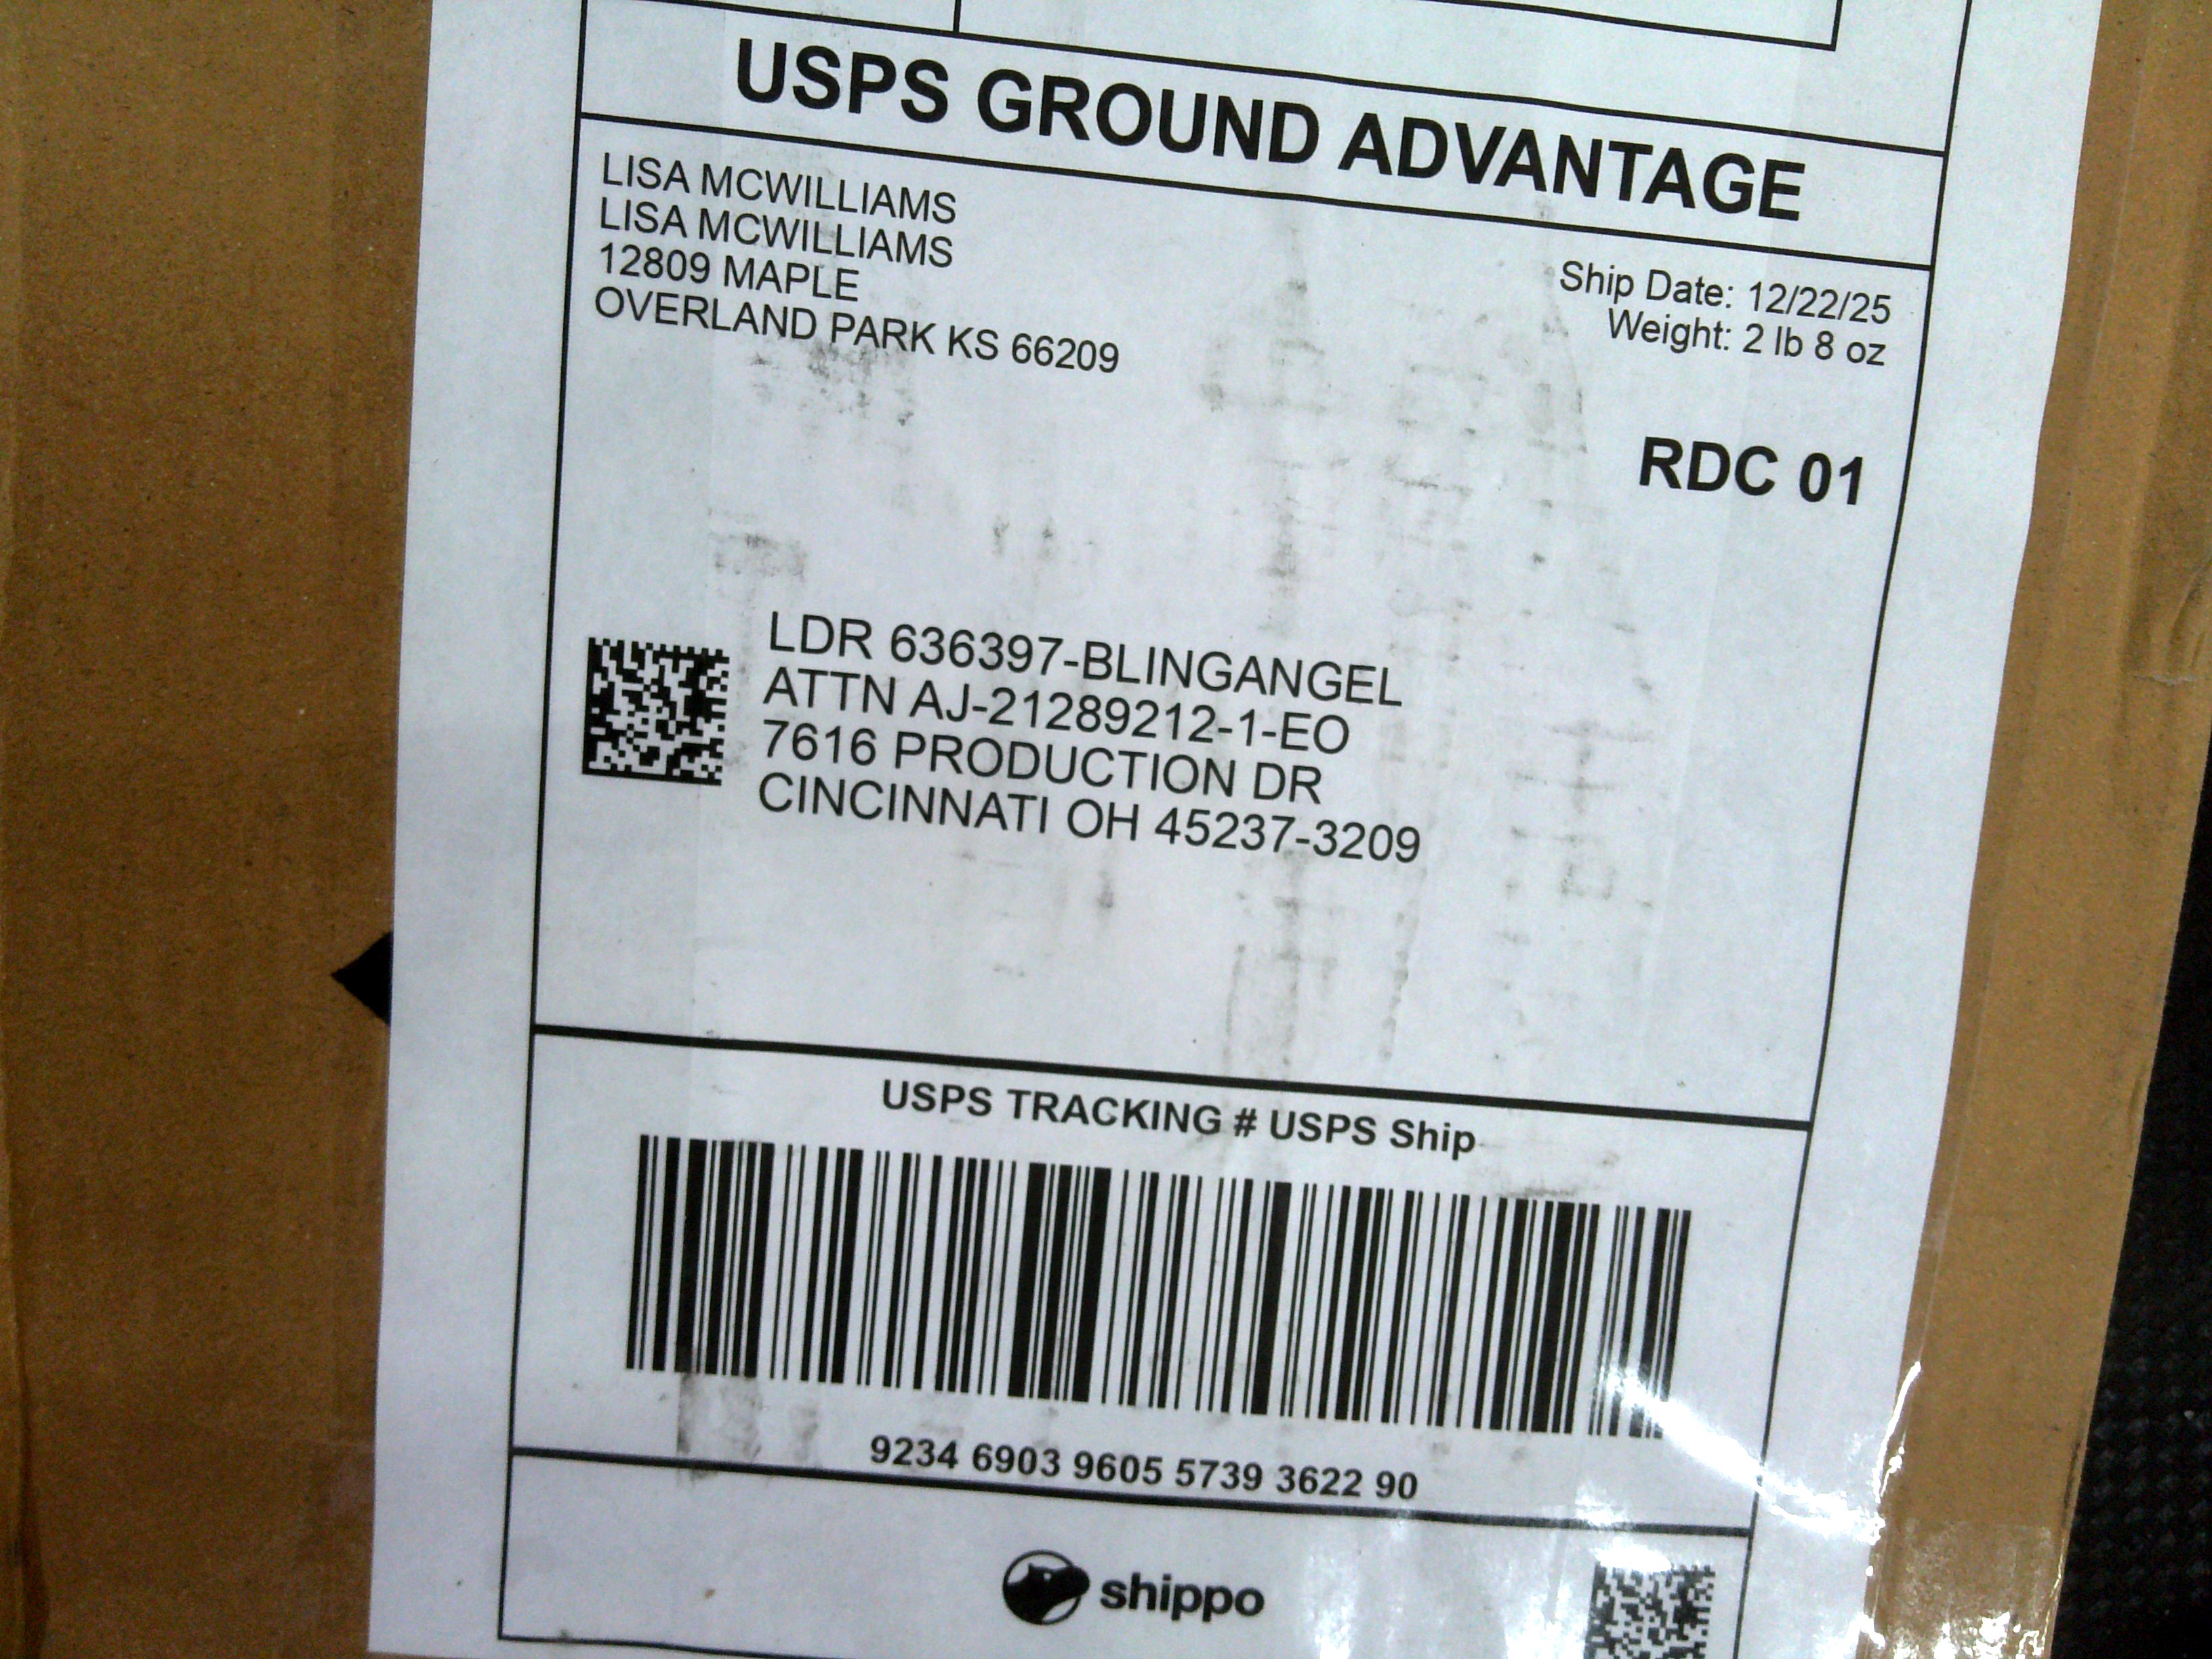 USPS GROUND ADVANTAGE
LISA MCWILLIAMS
LISA MCWILLIAMS
12809 MAPLE
OVERLAND PARK KS 66209
Ship Date: 12/22/25
Weight: 2 lb 8 oz
RDC 01
LDR 636397-BLINGANGEL
ATTN AJ-21289212-1-EO
7616 PRODUCTION DR
CINCINNATI OH 45237-3209
USPS TRACKING # USPS Ship
9234 6903 9605 5739 3622 90
shippo